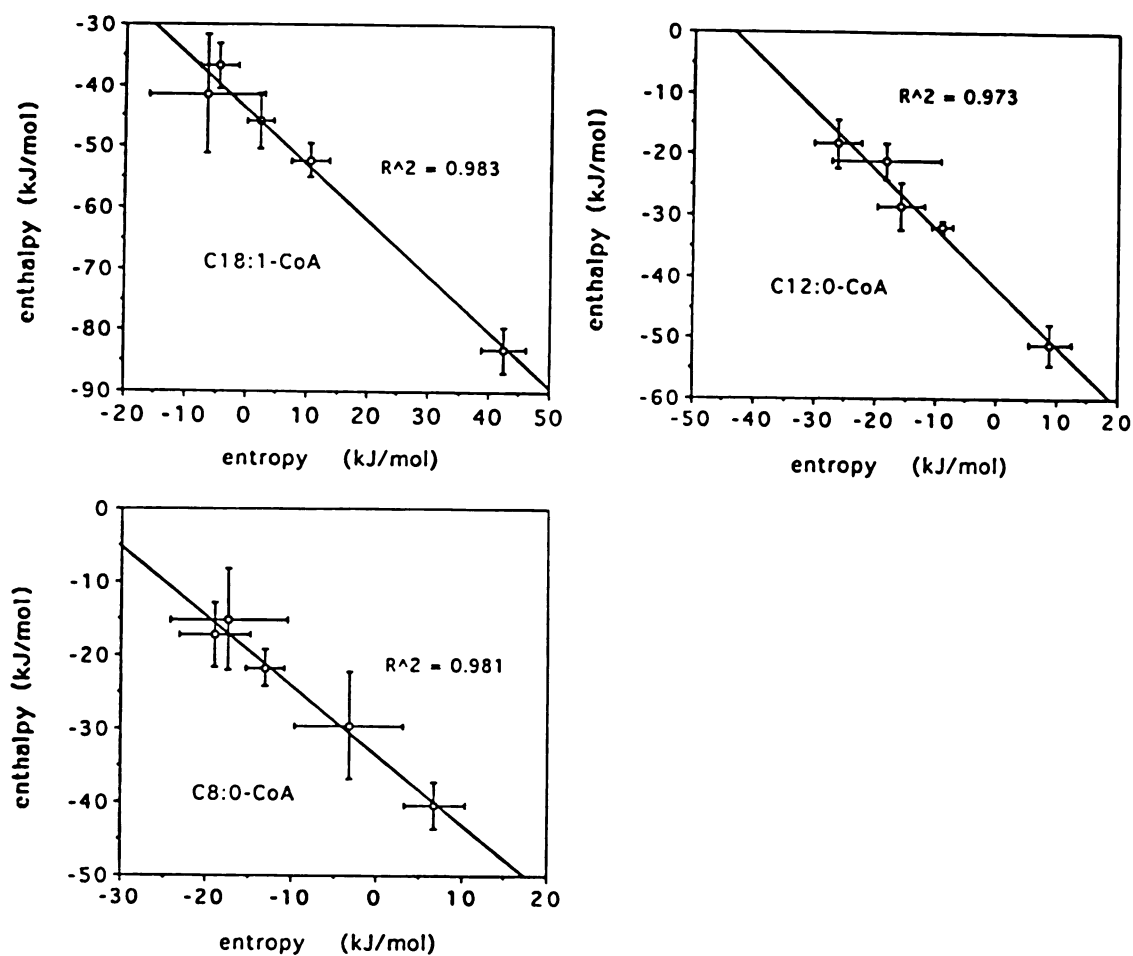 -30
-40
-50
-60
-70
-80
-90
enthalpy (kJ/mol)
R^2 = 0.983
C18:1-CoA
-20 -10 0 10 20 30 40 50
entropy (kJ/mol)
0
-10
-20
-30
-40
-50
-60
enthalpy (kJ/mol)
R^2 = 0.973
C12:0-CoA
-50 -40 -30 -20 -10 0 10 20
entropy (kJ/mol)
0
-10
-20
-30
-40
-50
enthalpy (kJ/mol)
R^2 = 0.981
C8:0-CoA
-30 -20 -10 0 10 20
entropy (kJ/mol)